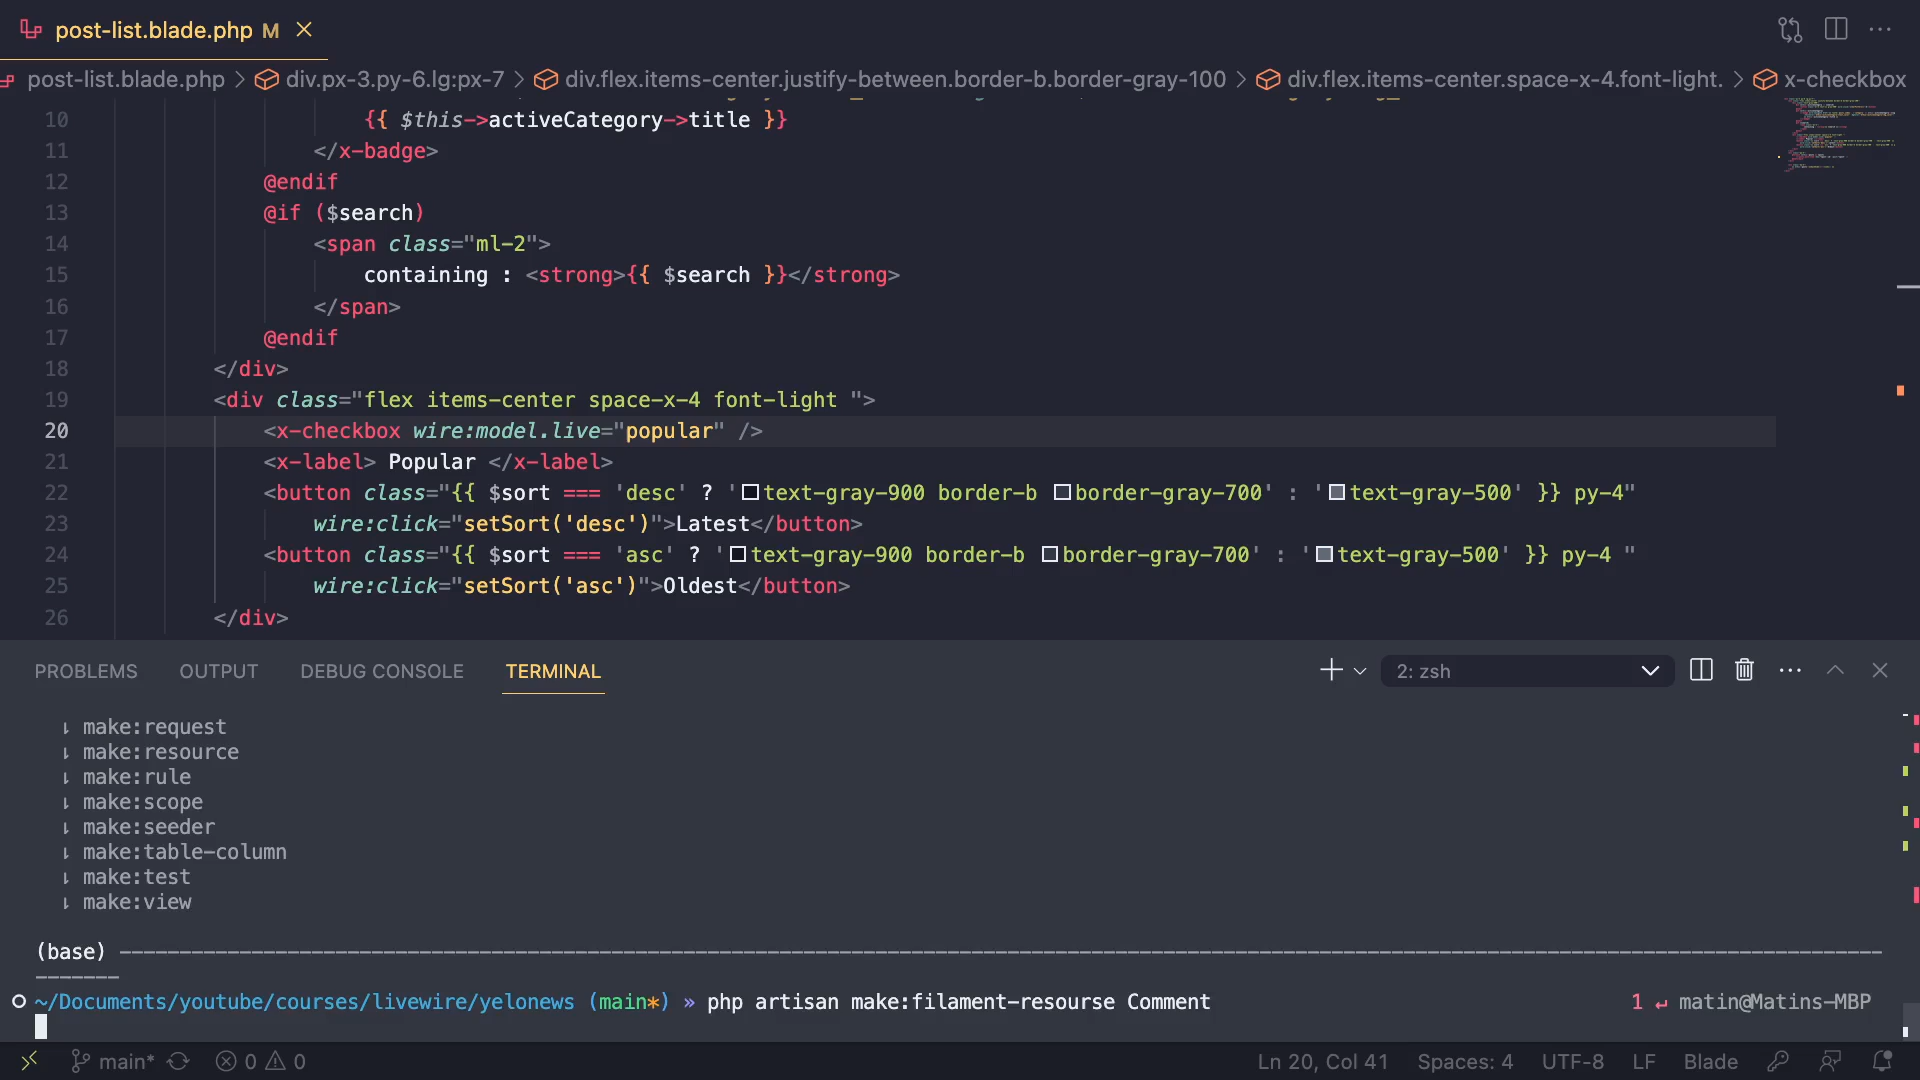 post-list.blade.php M
post-list.blade.php > div.px-3.py-6.lg:px-7 > div.flex.items-center.justify-between.border-b.border-gray-100 > div.flex.items-center.space-x-4.font-light. > x-checkbox
10 {{ $this->activeCategory->title }}
11 </x-badge>
12 @endif
13 @if ($search)
14 <span class="ml-2">
15 containing : <strong>{{ $search }}</strong>
16 </span>
17 @endif
18 </div>
19 <div class="flex items-center space-x-4 font-light ">
20 <x-checkbox wire:model.live="popular" />
21 <x-label> Popular </x-label>
22 <button class="{{ $sort === 'desc' ? 'text-gray-900 border-b border-gray-700' : 'text-gray-500' }} py-4"
23 wire:click="setSort('desc')">Latest</button>
24 <button class="{{ $sort === 'asc' ? 'text-gray-900 border-b border-gray-700' : 'text-gray-500' }} py-4 "
25 wire:click="setSort('asc')">Oldest</button>
26 </div>
PROBLEMS OUTPUT DEBUG CONSOLE TERMINAL 2: zsh
⇂ make:request
⇂ make:resource
⇂ make:rule
⇂ make:scope
⇂ make:seeder
⇂ make:table-column
⇂ make:test
⇂ make:view
(base)
~/Documents/youtube/courses/livewire/yelonews (main*) » php artisan make:filament-resourse Comment 1 ↵ matin@Matins-MBP
main* 0 0 Ln 20, Col 41 Spaces: 4 UTF-8 LF Blade